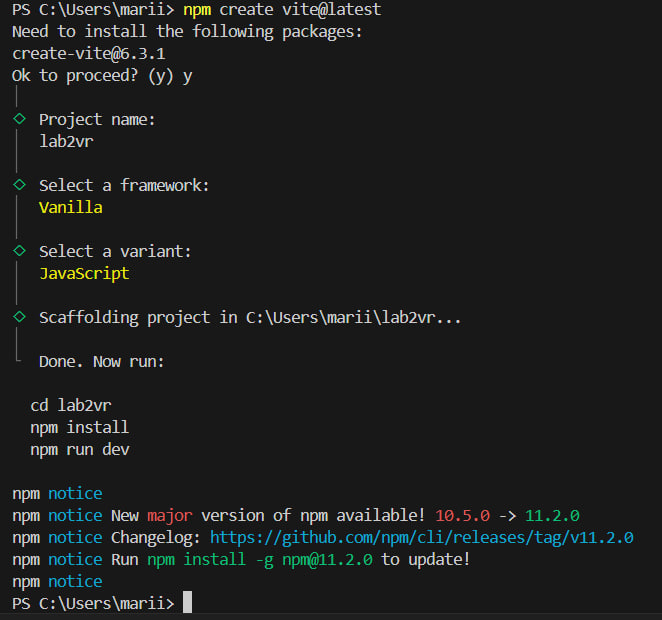 PS C:\Users\marii> npm create vite@latest
Need to install the following packages:
create-vite@6.3.1
Ok to proceed? (y) y
Project name:
lab2vr
Select a framework:
Vanilla
Select a variant:
JavaScript
Scaffolding project in C:\Users\marii\lab2vr...
Done. Now run:
cd lab2vr
npm install
npm run dev
npm notice
npm notice New major version of npm available! 10.5.0 -> 11.2.0
npm notice Changelog: https://github.com/npm/cli/releases/tag/v11.2.0
npm notice Run npm install -g npm@11.2.0 to update!
npm notice
PS C:\Users\marii>